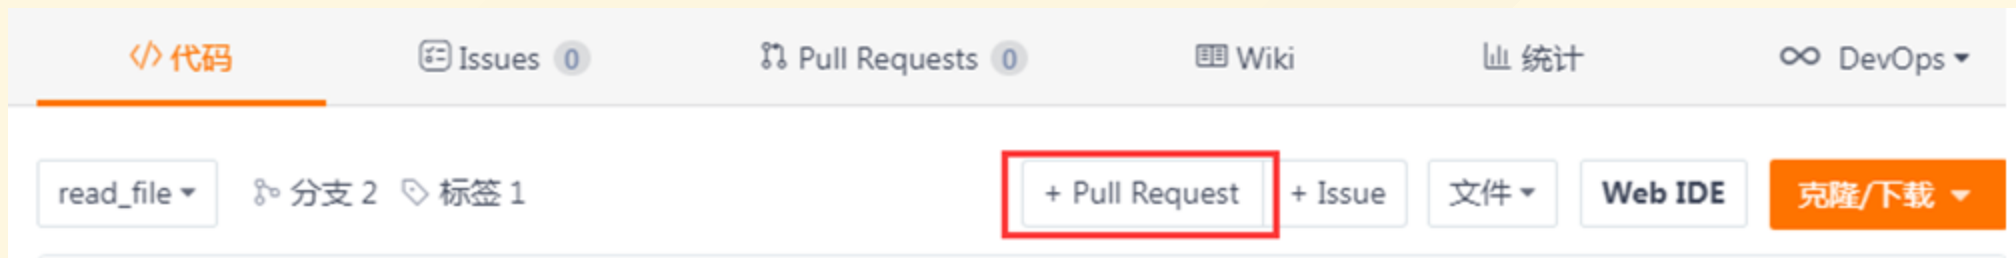 代码 Issues 0 Pull Requests 0 Wiki 统计 DevOps
read_file 分支 2 标签 1 + Pull Request + Issue 文件 Web IDE 克隆/下载